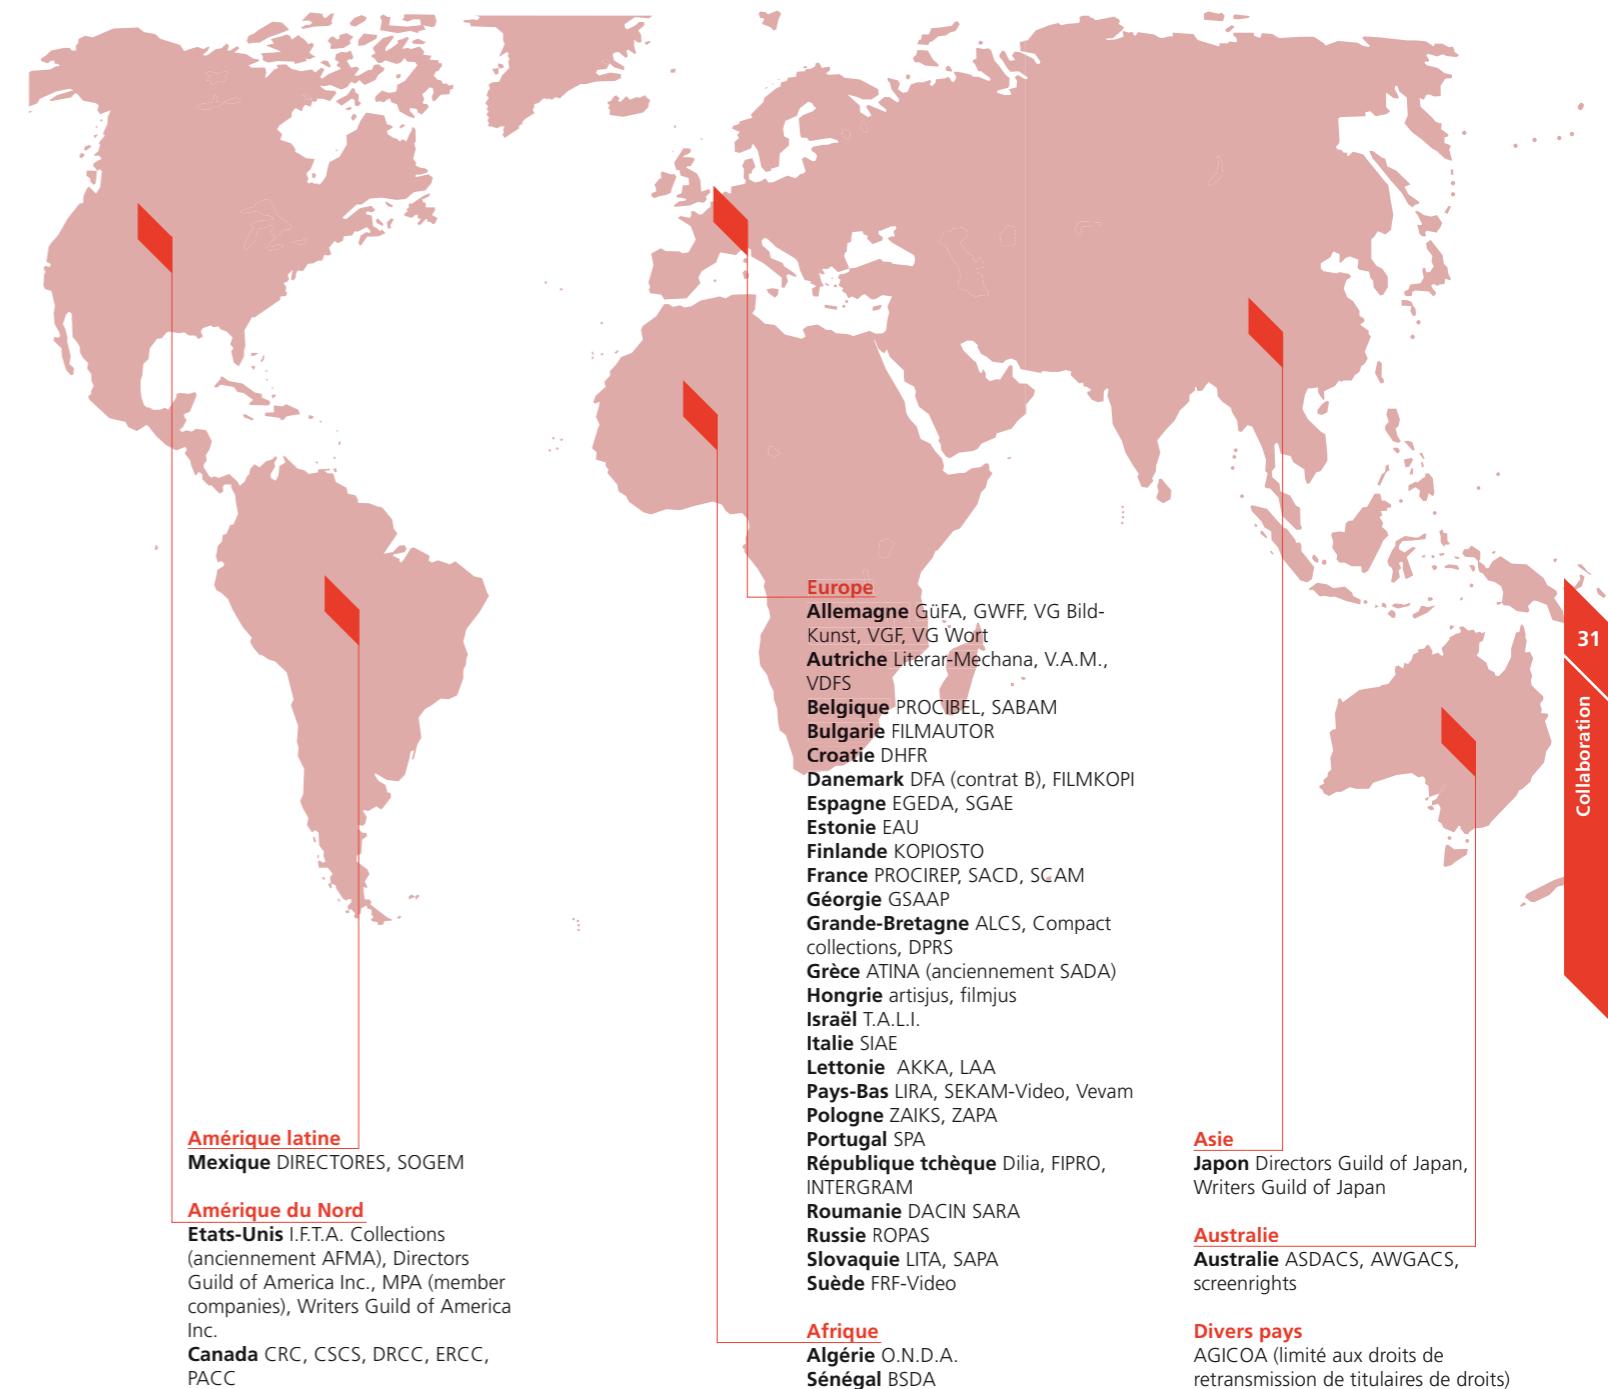 Amérique latine
Mexique DIRECTORES, SOGEM
Amérique du Nord
Etats-Unis I.F.T.A. Collections
(anciennement AFMA), Directors
Guild of America Inc., MPA (member
companies), Writers Guild of America
Inc.
Canada CRC, CSCS, DRCC, ERCC,
PACC
Europe
Allemagne GüFA, GWFF, VG Bild-
Kunst, VGF, VG Wort
Autriche Literar-Mechana, V.A.M.,
VDFS
Belgique PROCIBEL, SABAM
Bulgarie FILMAUTOR
Croatie DHFR
Danemark DFA (contrat B), FILMKOPI
Espagne EGEDA, SGAE
Estonie EAU
Finlande KOPIOSTO
France PROCIREP, SACD, SCAM
Géorgie GSAAP
Grande-Bretagne ALCS, Compact
collections, DPRS
Grèce ATINA (anciennement SADA)
Hongrie artisjus, filmjus
Israël T.A.L.I.
Italie SIAE
Lettonie AKKA, LAA
Pays-Bas LIRA, SEKAM-Video, Vevam
Pologne ZAIKS, ZAPA
Portugal SPA
République tchèque Dilia, FIPRO,
INTERGRAM
Roumanie DACIN SARA
Russie ROPAS
Slovaquie LITA, SAPA
Suède FRF-Video
Afrique
Algérie O.N.D.A.
Sénégal BSDA
Asie
Japon Directors Guild of Japan,
Writers Guild of Japan
Australie
Australie ASDACS, AWGACS,
screenrights
Divers pays
AGICOA (limité aux droits de
retransmission de titulaires de droits)
31
Collaboration